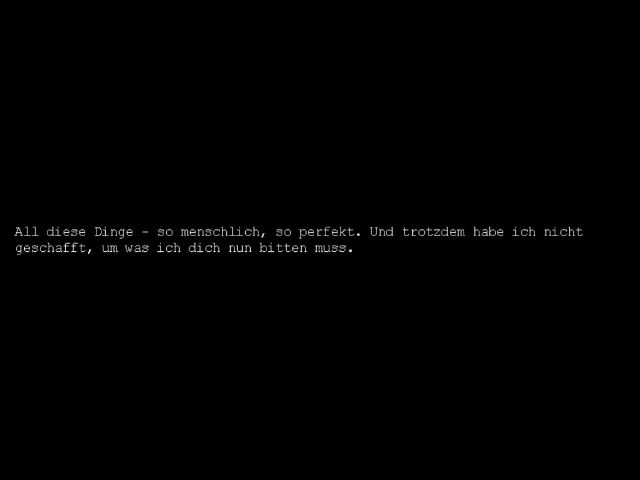 All diese Dinge - so menschlich, so perfekt. Und trotzdem habe ich nicht
geschafft, um was ich dich nun bitten muss.